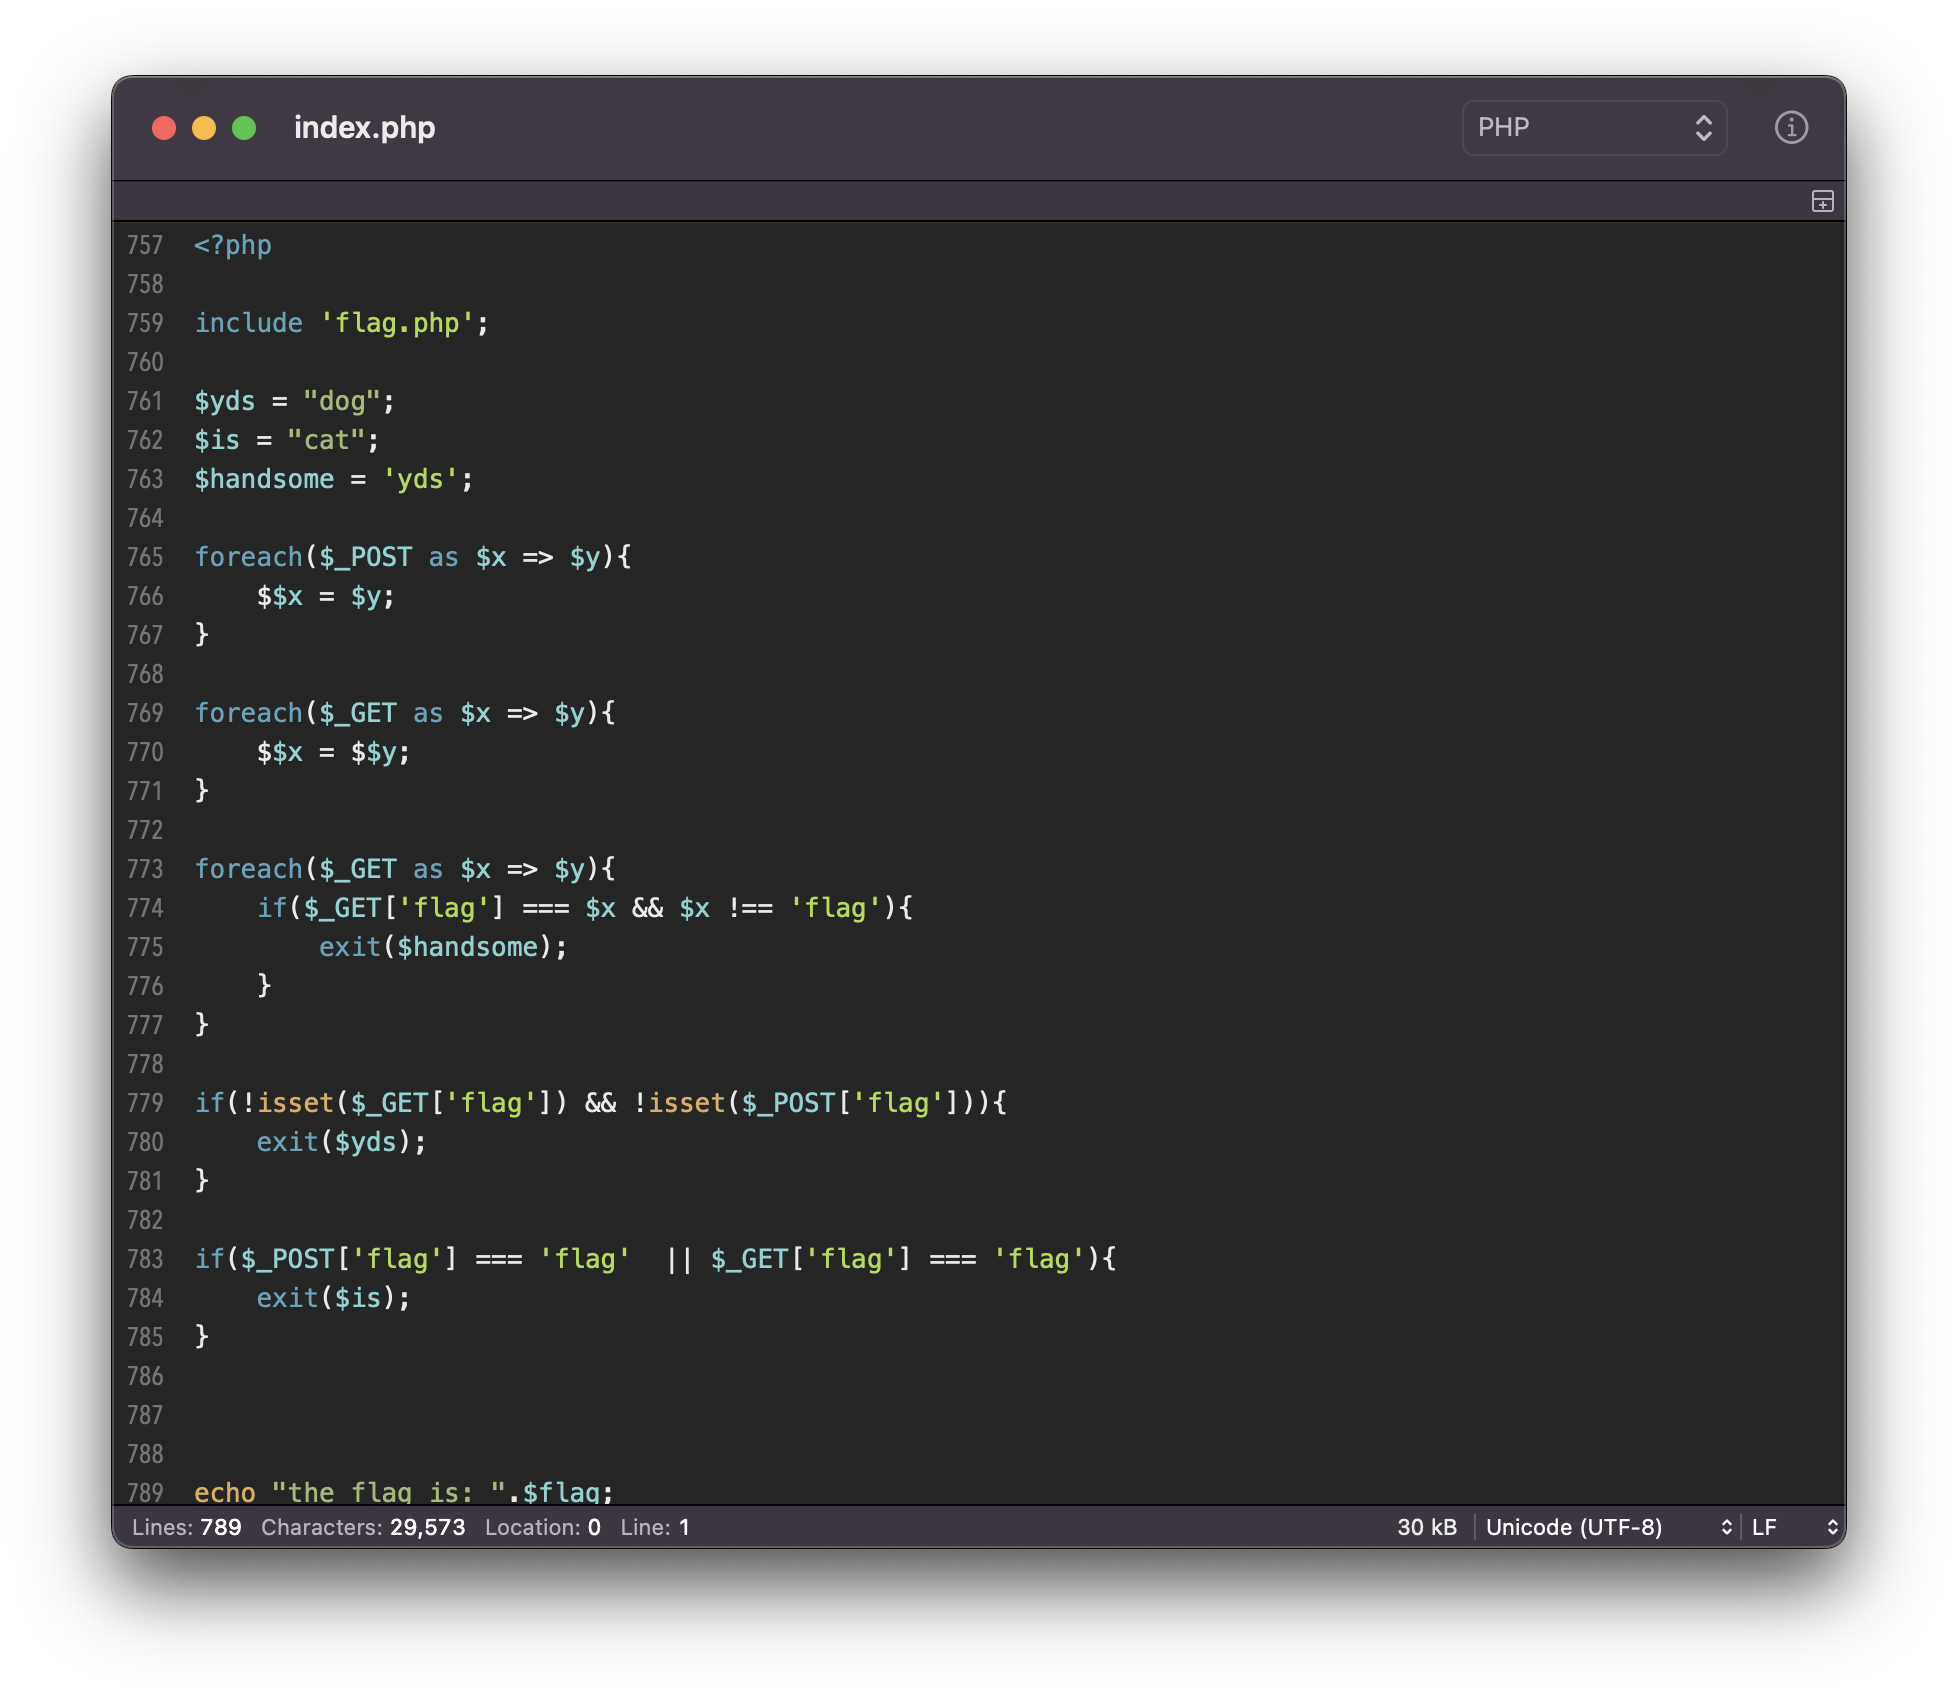 index.php
PHP
757 <?php
758
759 include 'flag.php';
760
761 $yds = "dog";
762 $is = "cat";
763 $handsome = 'yds';
764
765 foreach($_POST as $x => $y){
766     $$x = $y;
767 }
768
769 foreach($_GET as $x => $y){
770     $$x = $$y;
771 }
772
773 foreach($_GET as $x => $y){
774     if($_GET['flag'] === $x && $x !== 'flag'){
775         exit($handsome);
776     }
777 }
778
779 if(!isset($_GET['flag']) && !isset($_POST['flag'])){
780     exit($yds);
781 }
782
783 if($_POST['flag'] === 'flag'  || $_GET['flag'] === 'flag'){
784     exit($is);
785 }
786
787
788
789 echo "the flag is: ".$flag;
Lines: 789 Characters: 29,573 Location: 0 Line: 1 30 kB Unicode (UTF-8) LF